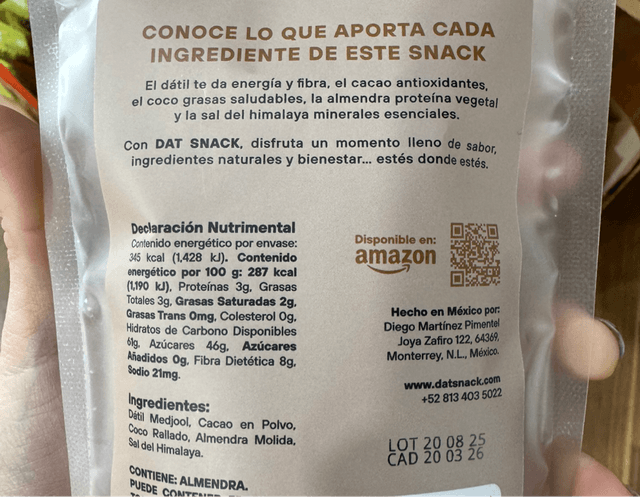 CONOCE LO QUE APORTA CADA
INGREDIENTE DE ESTE SNACK
El dátil te da energía y fibra, el cacao antioxidantes,
el coco grasas saludables, la almendra proteína vegetal
y la sal del himalaya minerales esenciales.
Con DAT SNACK, disfruta un momento lleno de sabor,
ingredientes naturales y bienestar... estés donde estés.
Declaración Nutrimental
Contenido energético por envase:
345 kcal (1,428 kJ). Contenido
energético por 100 g: 287 kcal
(1,190 kJ), Proteínas 3g, Grasas
Totales 3g, Grasas Saturadas 2g,
Grasas Trans 0mg, Colesterol 0g,
Hidratos de Carbono Disponibles
61g, Azúcares 46g, Azúcares
Añadidos 0g, Fibra Dietética 8g,
Sodio 21mg.
Ingredientes:
Dátil Medjool, Cacao en Polvo,
Coco Rallado, Almendra Molida,
Sal del Himalaya.
CONTIENE: ALMENDRA.
PUEDE
Disponible en:
amazon
Hecho en México por:
Diego Martínez Pimentel
Joya Zafiro 122, 64369,
Monterrey, N.L., México.
www.datsnack.com
+52 813 403 5022
LOT 20 08 25
CAD 20 03 26